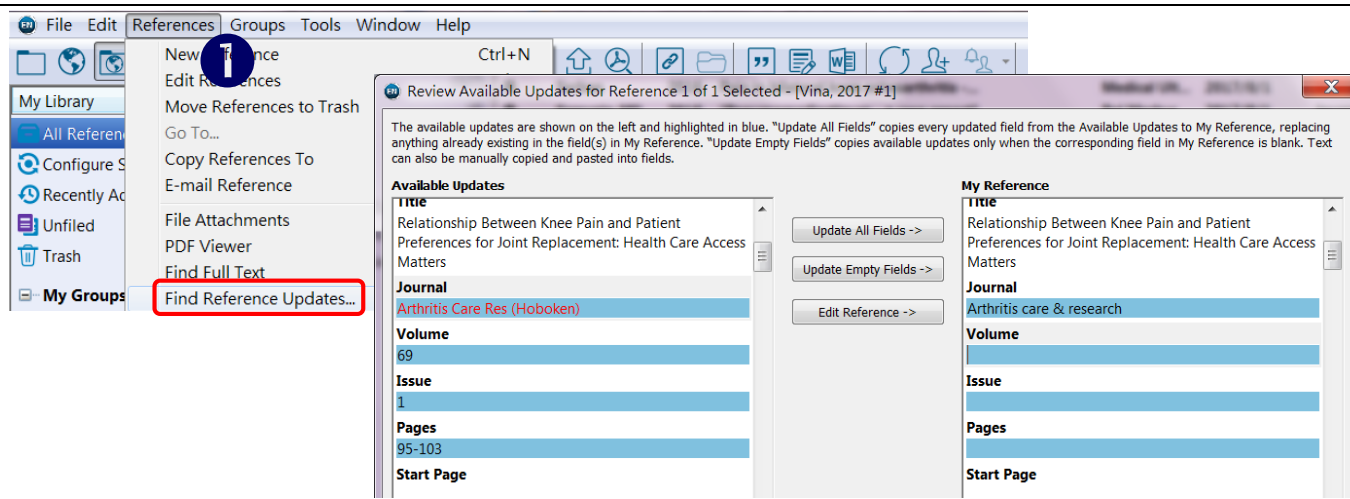 EN File Edit References Groups Tools Window Help
New Reference Ctrl+N
1
Edit References
Move References to Trash
Go To...
Copy References To
E-mail Reference
File Attachments
PDF Viewer
Find Full Text
Find Reference Updates...
My Library
All Referen
Configure S
Recently Ad
Unfiled
Trash
My Groups
EN Review Available Updates for Reference 1 of 1 Selected - [Vina, 2017 #1] X
The available updates are shown on the left and highlighted in blue. "Update All Fields" copies every updated field from the Available Updates to My Reference, replacing
anything already existing in the field(s) in My Reference. "Update Empty Fields" copies available updates only when the corresponding field in My Reference is blank. Text
can also be manually copied and pasted into fields.
Available Updates
Title
Relationship Between Knee Pain and Patient
Preferences for Joint Replacement: Health Care Access
Matters
Journal
Arthritis Care Res (Hoboken)
Volume
69
Issue
1
Pages
95-103
Start Page
Update All Fields ->
Update Empty Fields ->
Edit Reference ->
My Reference
Title
Relationship Between Knee Pain and Patient
Preferences for Joint Replacement: Health Care Access
Matters
Journal
Arthritis care & research
Volume
Issue
Pages
Start Page